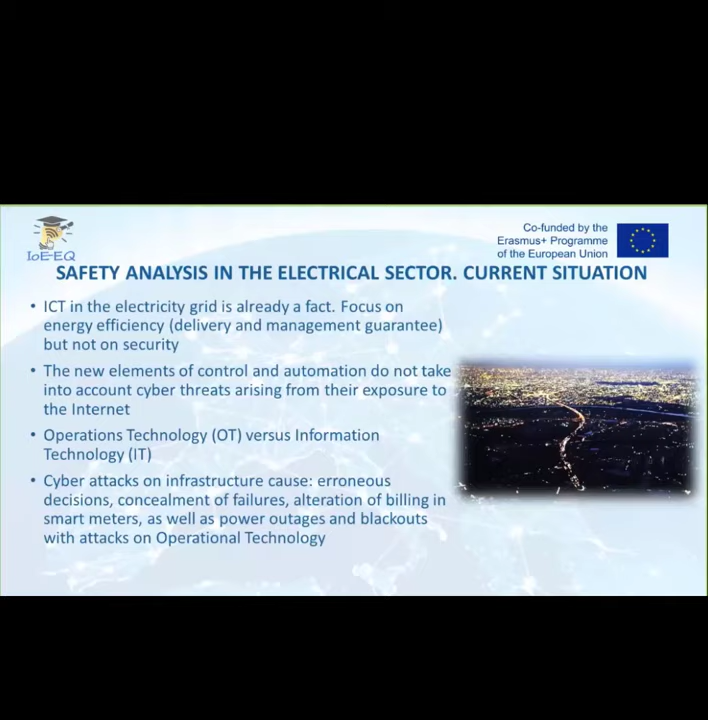 IoE-EQ
Co-funded by the
Erasmus+ Programme
of the European Union
SAFETY ANALYSIS IN THE ELECTRICAL SECTOR. CURRENT SITUATION
• ICT in the electricity grid is already a fact. Focus on
energy efficiency (delivery and management guarantee)
but not on security
• The new elements of control and automation do not take
into account cyber threats arising from their exposure to
the Internet
• Operations Technology (OT) versus Information
Technology (IT)
• Cyber attacks on infrastructure cause: erroneous
decisions, concealment of failures, alteration of billing in
smart meters, as well as power outages and blackouts
with attacks on Operational Technology